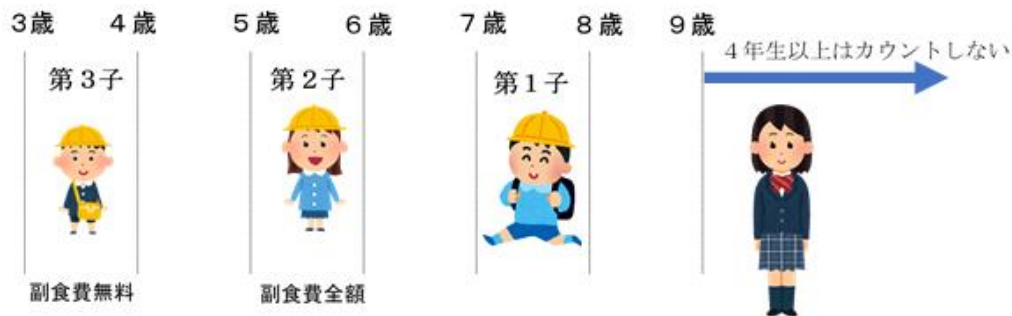 3歳 4歳 5歳 6歳 7歳 8歳 9歳
4年生以上はカウントしない
第3子 第2子 第1子
副食費無料 副食費全額